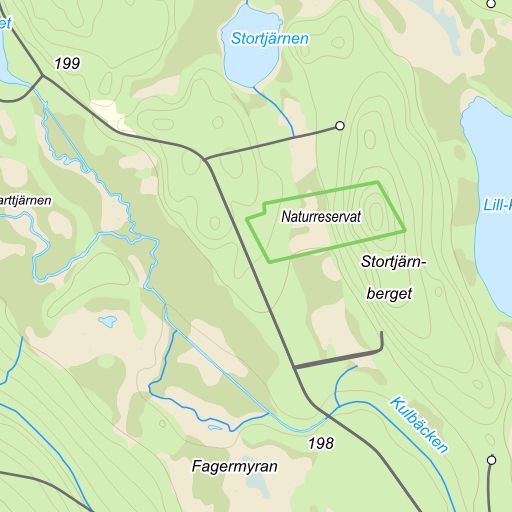 Stortjärnen
199
Naturreservat
Stortjärn-
berget
Kulbäcken
198
Fagermyran